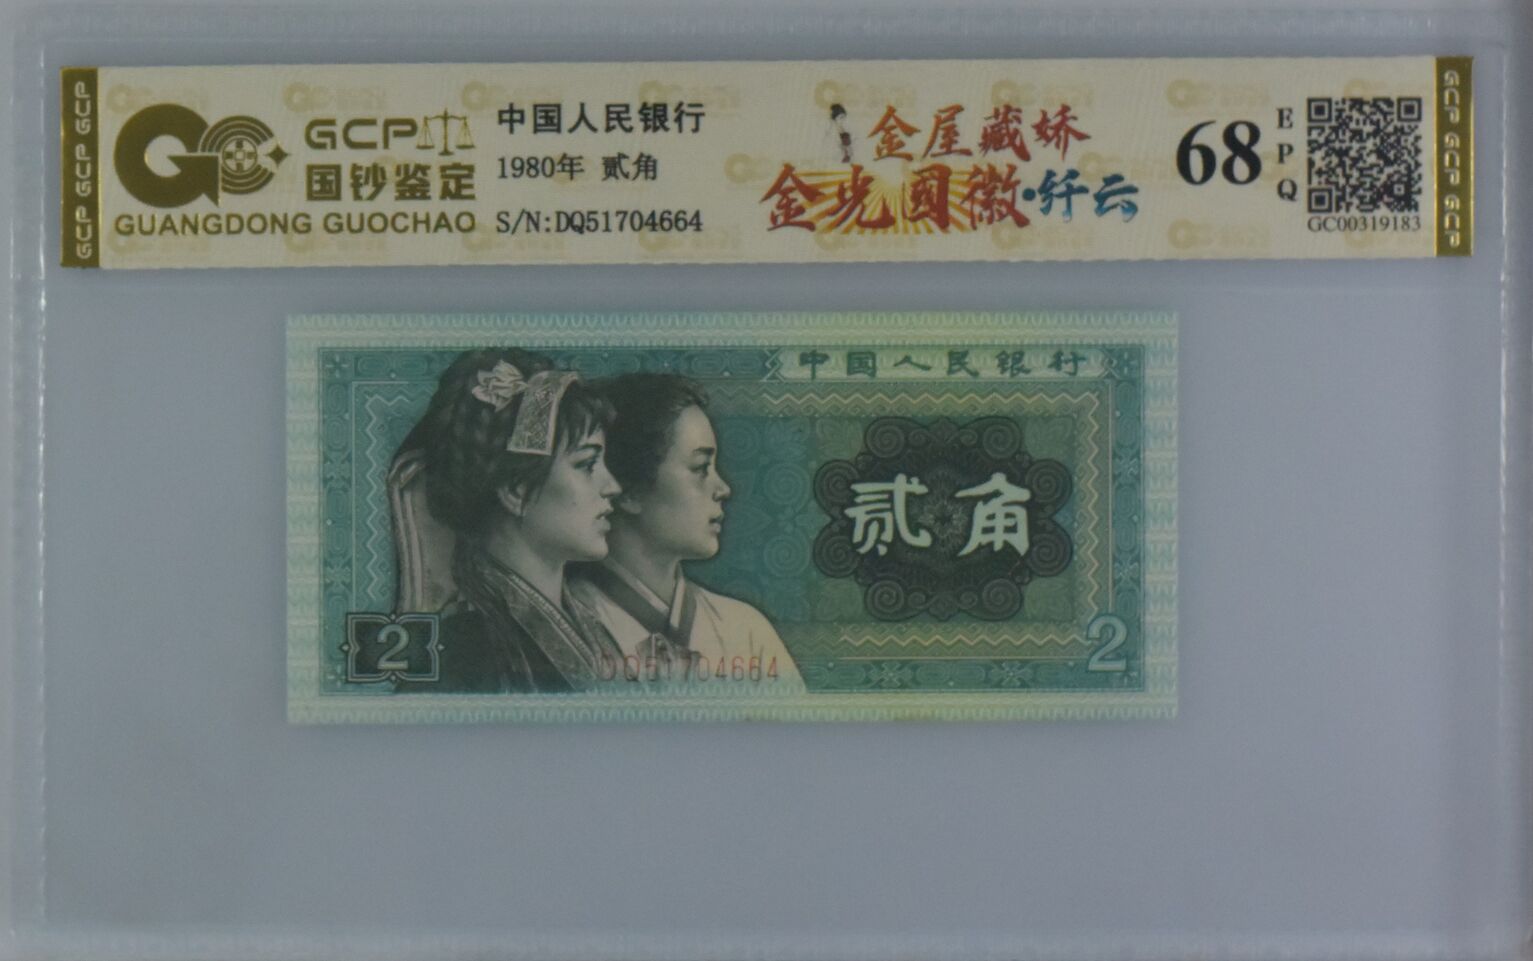 GCP
国钞鉴定
GUANGDONG GUOCHAO
中国人民银行
1980年 贰角
S/N:DQ51704664
金屋藏娇
金光國徽·纤云
68
EPQ
GC00319183
GCP GCP GCP
GCP GCP GCP
中国人民银行
贰角
2
2
DQ51704664